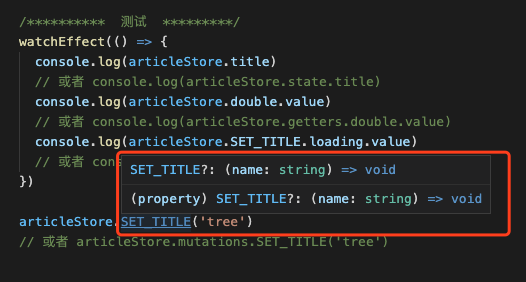 /********** 测试 *********/
watchEffect(() => {
console.log(articleStore.title)
// 或者 console.log(articleStore.state.title)
console.log(articleStore.double.value)
// 或者 console.log(articleStore.getters.double.value)
console.log(articleStore.SET_TITLE.loading.value)
// 或者 con
SET_TITLE?: (name: string) => void
(property) SET_TITLE?: (name: string) => void
})
articleStore.SET_TITLE('tree')
// 或者 articleStore.mutations.SET_TITLE('tree')